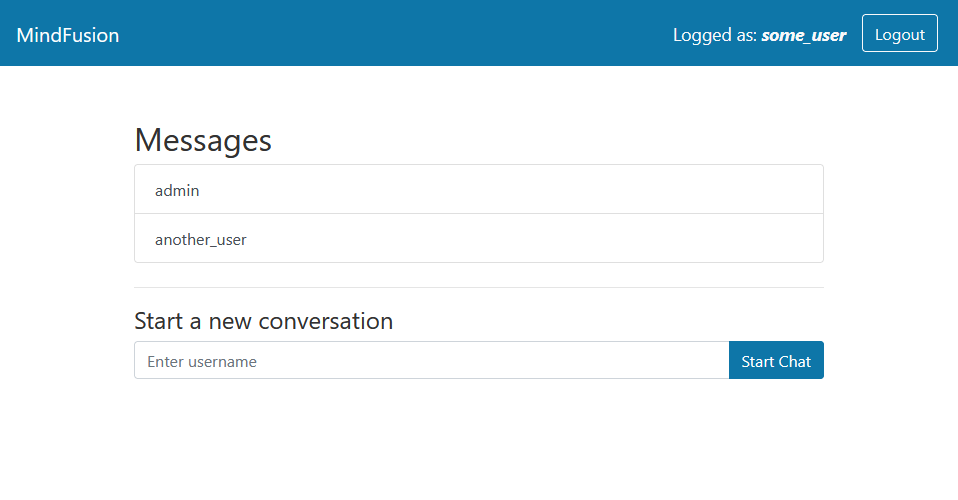 MindFusion
Logged as: some_user
Logout
Messages
admin
another_user
Start a new conversation
Enter username
Start Chat